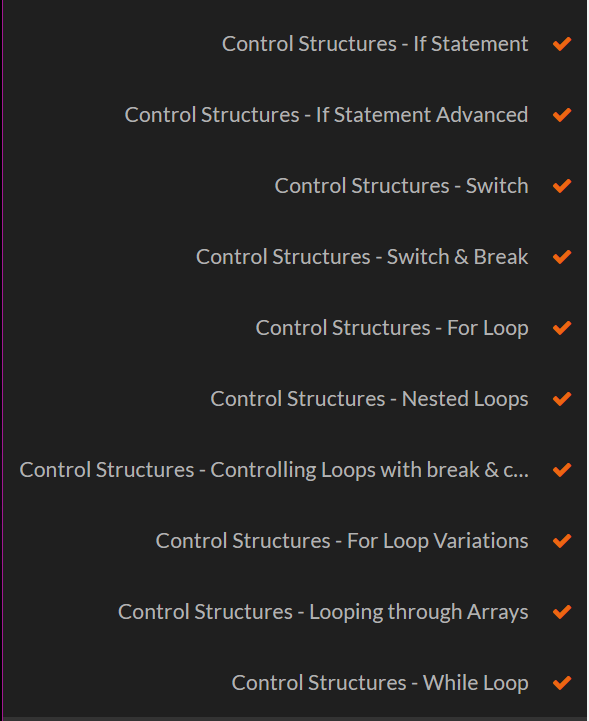 Control Structures - If Statement
Control Structures - If Statement Advanced
Control Structures - Switch
Control Structures - Switch & Break
Control Structures - For Loop
Control Structures - Nested Loops
Control Structures - Controlling Loops with break & c...
Control Structures - For Loop Variations
Control Structures - Looping through Arrays
Control Structures - While Loop